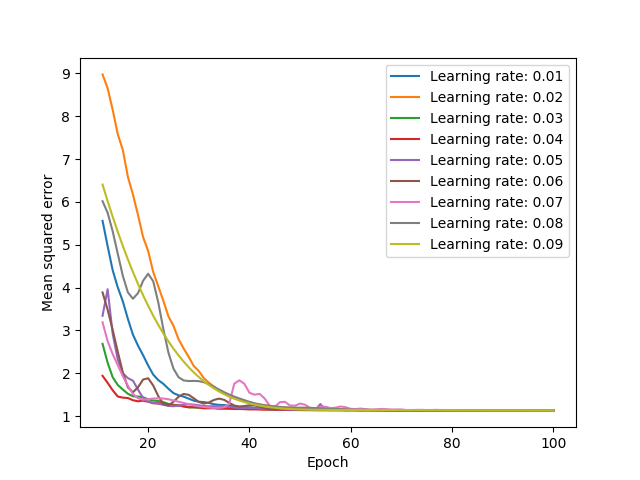 Learning rate: 0.01
Learning rate: 0.02
Learning rate: 0.03
Learning rate: 0.04
Learning rate: 0.05
Learning rate: 0.06
Learning rate: 0.07
Learning rate: 0.08
Learning rate: 0.09
Mean squared error
9
8
7
6
5
4
3
2
1
20 40 60 80 100
Epoch